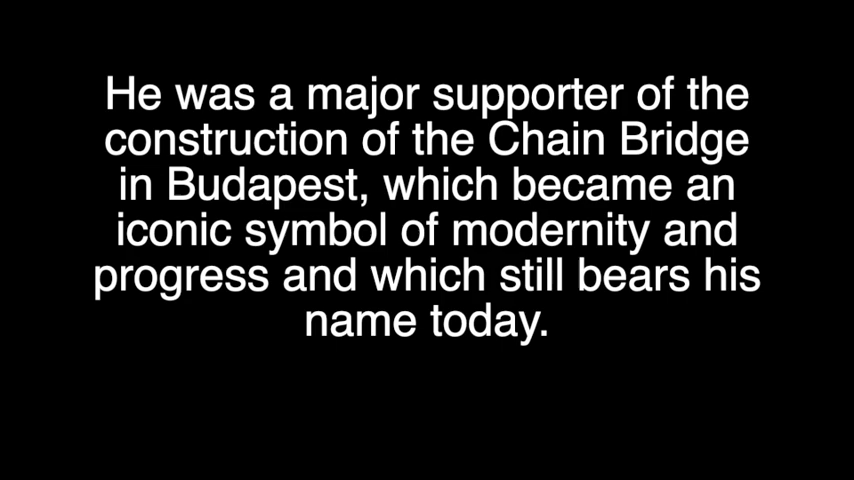 He was a major supporter of the
construction of the Chain Bridge
in Budapest, which became an
iconic symbol of modernity and
progress and which still bears his
name today.